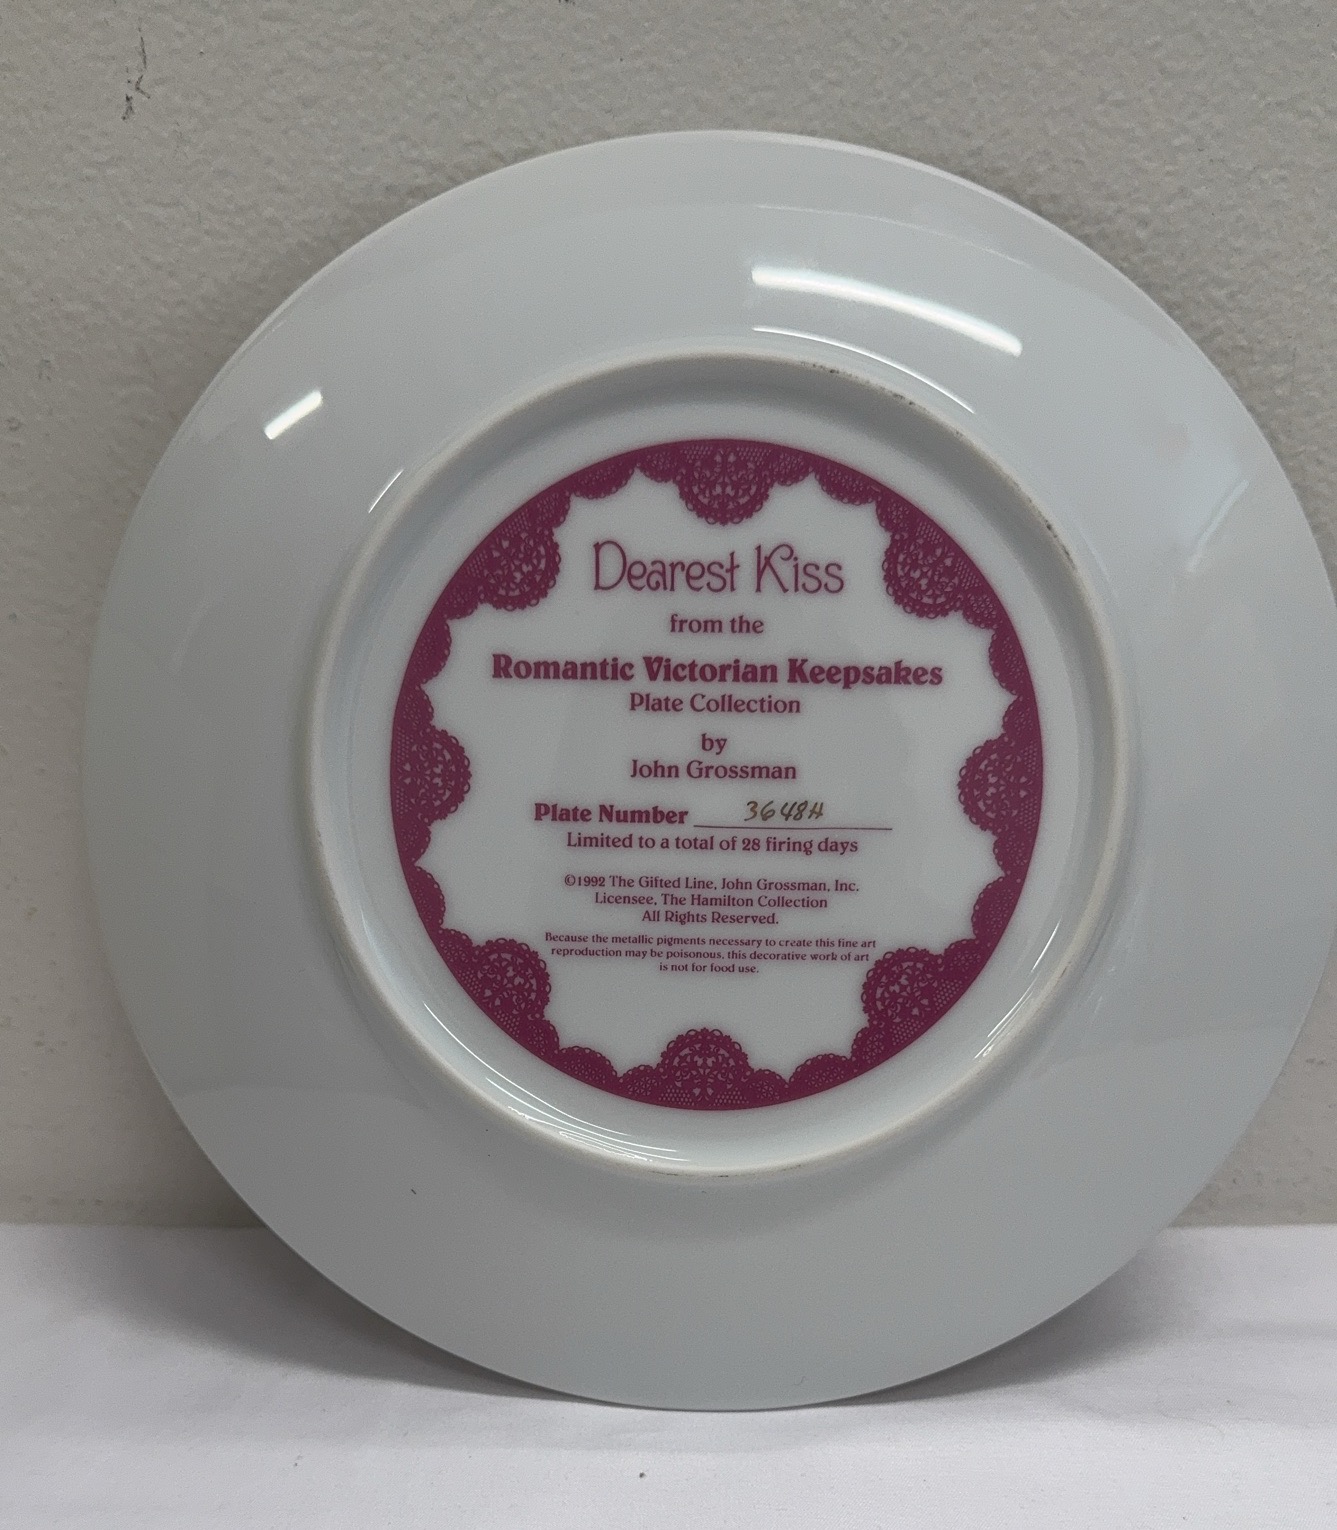 Dearest Kiss
from the
Romantic Victorian Keepsakes
Plate Collection
by
John Grossman
Plate Number 3648H
Limited to a total of 28 firing days
©1992 The Gifted Line, John Grossman, Inc.
Licensee, The Hamilton Collection
All Rights Reserved.
Because the metallic pigments necessary to create this fine art
reproduction may be poisonous, this decorative work of art
is not for food use.